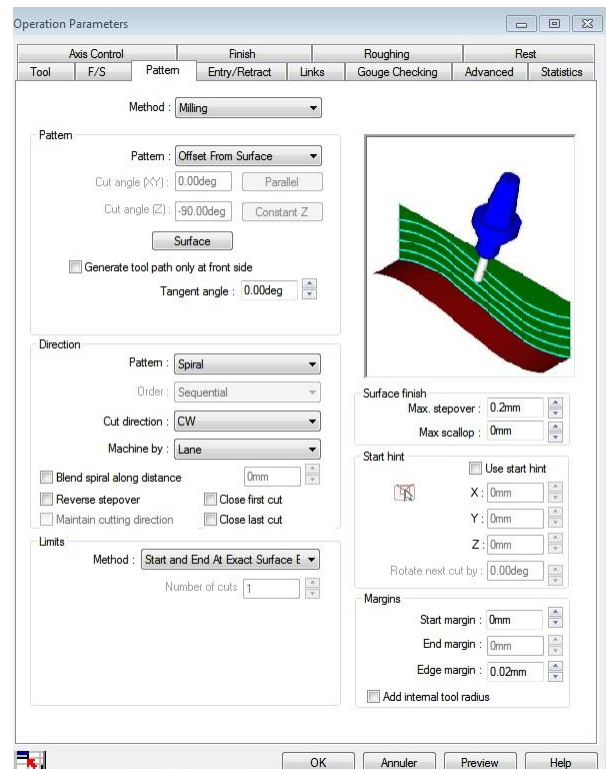 Operation Parameters
Axis Control Finish Roughing Rest
Tool F/S Pattern Entry/Retract Links Gouge Checking Advanced Statistics
Method : Milling
Pattern
Pattern : Offset From Surface
Cut angle (XY) : 0.00deg Parallel
Cut angle (Z) : -90.00deg Constant Z
Surface
Generate tool path only at front side
Tangent angle : 0.00deg
Direction
Pattern : Spiral
Order : Sequential
Cut direction : CW
Machine by : Lane
Blend spiral along distance 0mm
Reverse stepover Close first cut
Maintain cutting direction Close last cut
Limits
Method : Start and End At Exact Surface E
Number of cuts 1
Surface finish
Max. stepover : 0.2mm
Max scallop : 0mm
Start hint
Use start hint
X : 0mm
Y : 0mm
Z : 0mm
Rotate next cut by : 0.00deg
Margins
Start margin : 0mm
End margin : 0mm
Edge margin : 0.02mm
Add internal tool radius
OK Annuler Preview Help